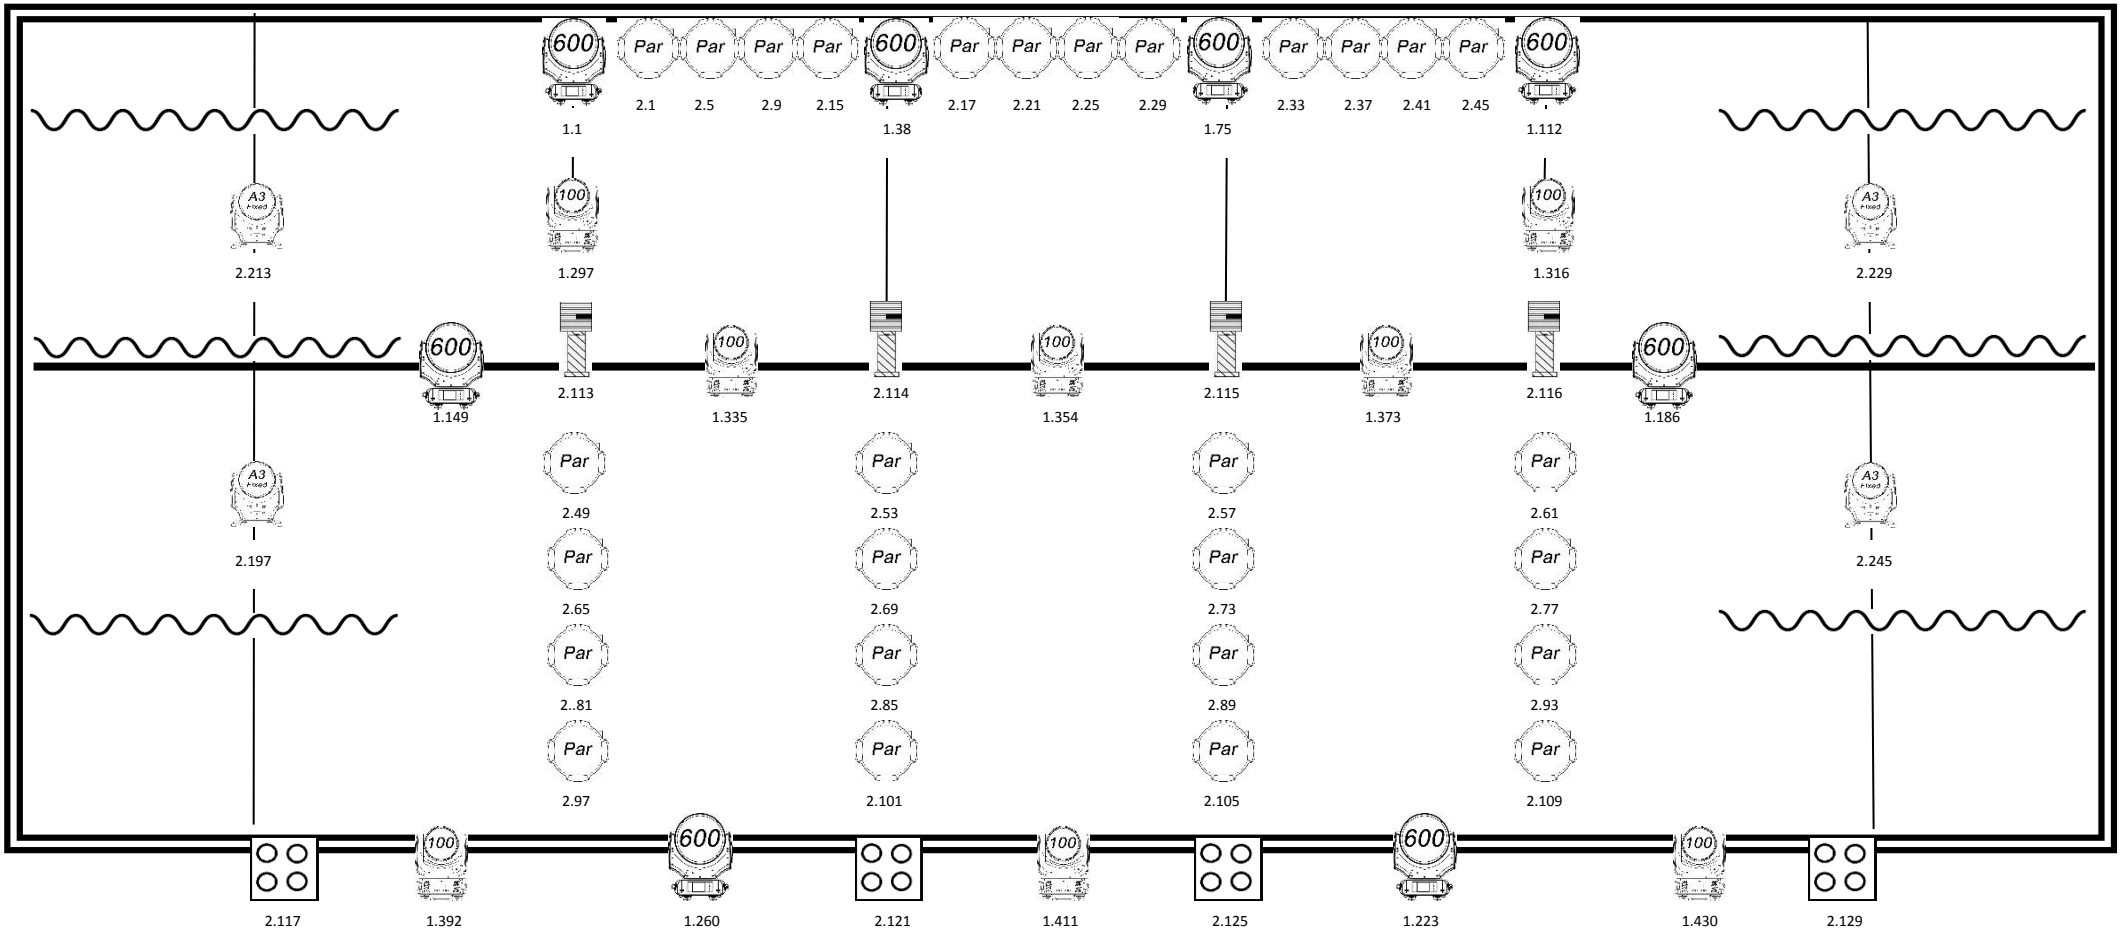 600 Par Par Par Par 600 Par Par Par Par 600 Par Par Par Par 600
2.1 2.5 2.9 2.15 2.17 2.21 2.25 2.29 2.33 2.37 2.41 2.45
1.1 1.38 1.75 1.112
A3 Fixed 100 100 A3 Fixed
2.213 1.297 1.316 2.229
600 100 100 100 600
2.113 2.114 2.115 2.116
1.149 1.335 1.354 1.373 1.186
Par Par Par Par
A3 Fixed A3 Fixed
2.49 2.53 2.57 2.61
Par Par Par Par
2.197 2.245
2.65 2.69 2.73 2.77
Par Par Par Par
2..81 2.85 2.89 2.93
Par Par Par Par
2.97 2.101 2.105 2.109
100 600 100 600 100
2.117 1.392 1.260 2.121 1.411 2.125 1.223 1.430 2.129